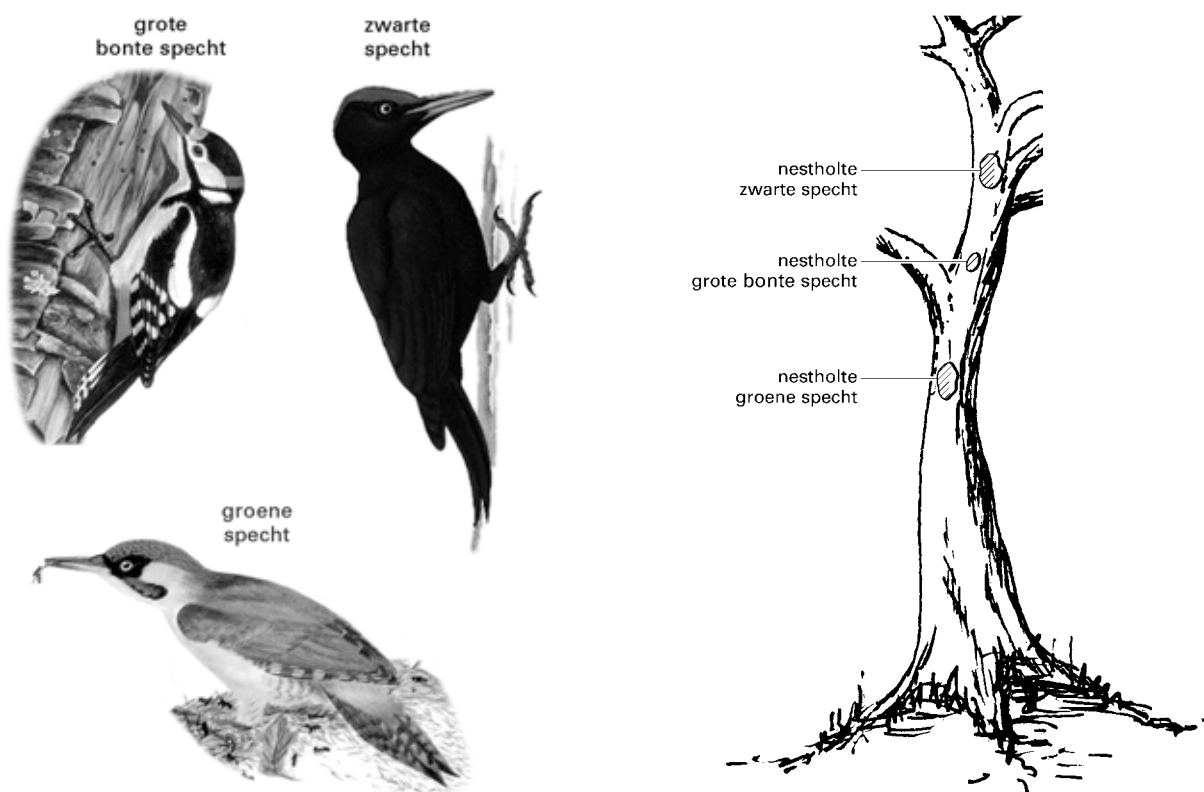 grote
bonte specht
zwarte
specht
groene
specht
nestholte
zwarte specht
nestholte
grote bonte specht
nestholte
groene specht